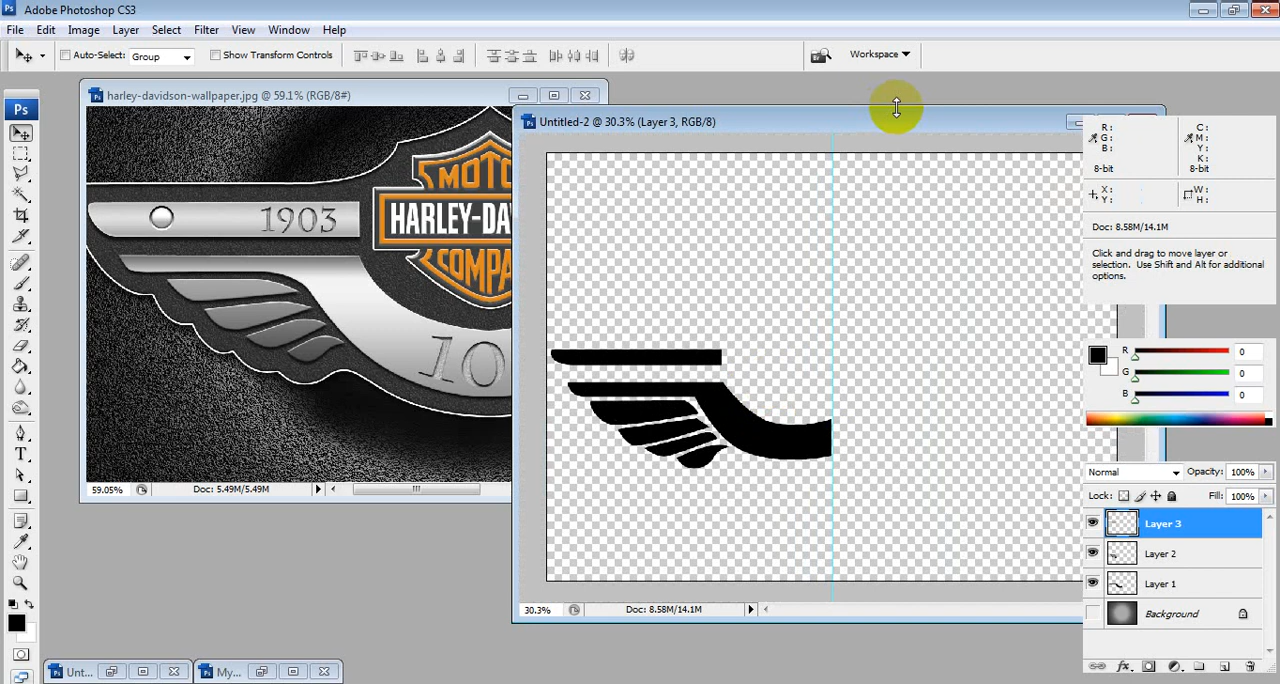 Adobe Photoshop CS3
File Edit Image Layer Select Filter View Window Help
Auto-Select: Group Show Transform Controls Workspace
Ps
harley-davidson-wallpaper.jpg @ 59.1% (RGB/8#)
Untitled-2 @ 30.3% (Layer 3, RGB/8)
R: C:
G: M:
B: Y:
K:
8-bit 8-bit
X: W:
Y: H:
Doc: 8.58M/14.1M
Click and drag to move layer or
selection. Use Shift and Alt for additional
options.
MOTO
1903
HARLEY-DAV
COMPA
10
R 0
G 0
B 0
Normal Opacity: 100%
Lock: Fill: 100%
Layer 3
Layer 2
Layer 1
Background
59.05% Doc: 5.49M/5.49M
30.3% Doc: 8.58M/14.1M
Unt... My...